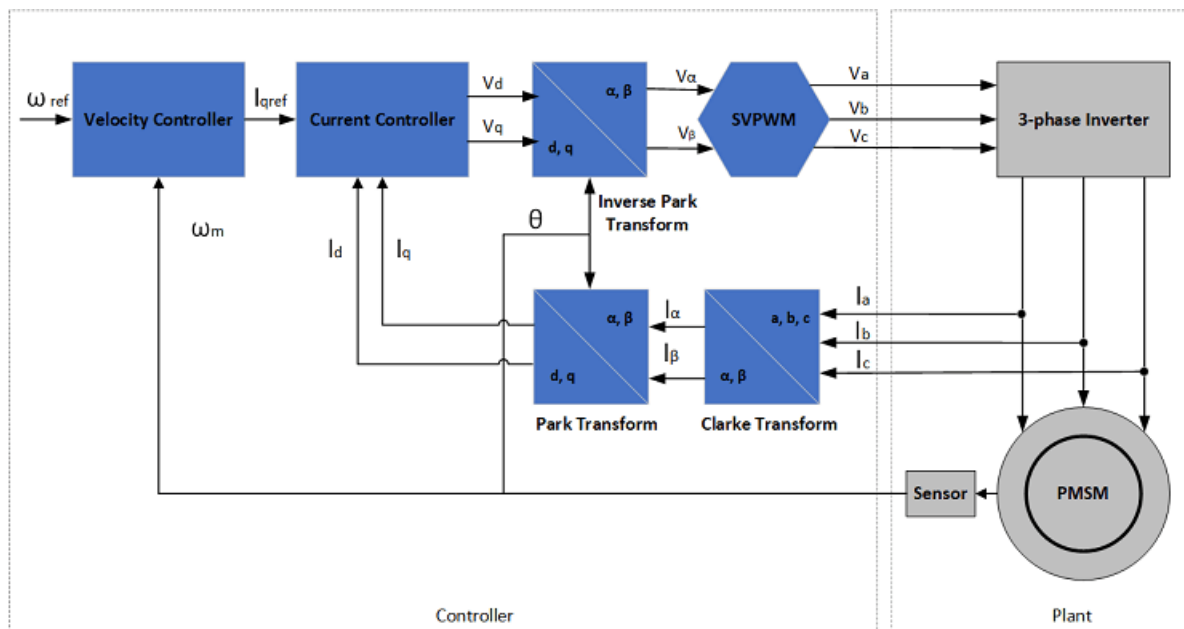 ω ref
Velocity Controller
Iqref
Current Controller
Vd
Vq
α, β
d, q
Vα
Vβ
SVPWM
Va
Vb
Vc
3-phase Inverter
Inverse Park
Transform
θ
ωm
Id
Iq
α, β
d, q
Iα
Iβ
a, b, c
α, β
Ia
Ib
Ic
Park Transform
Clarke Transform
Sensor
PMSM
Controller
Plant